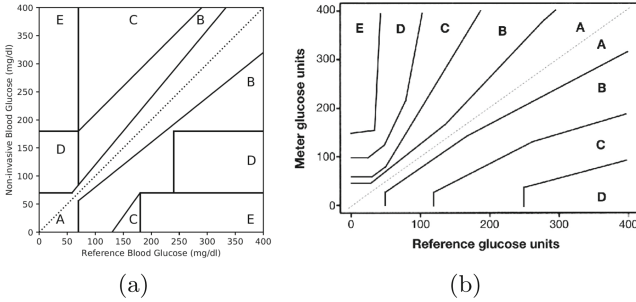 E C B
B
D
D
A C E
400
350
300
250
200
150
100
50
0
0 50 100 150 200 250 300 350 400
Non-invasive Blood Glucose (mg/dl)
Reference Blood Glucose (mg/dl)
(a)
E D C B A
A
B
C
D
400
300
200
100
0
0 100 200 300 400
Meter glucose units
Reference glucose units
(b)